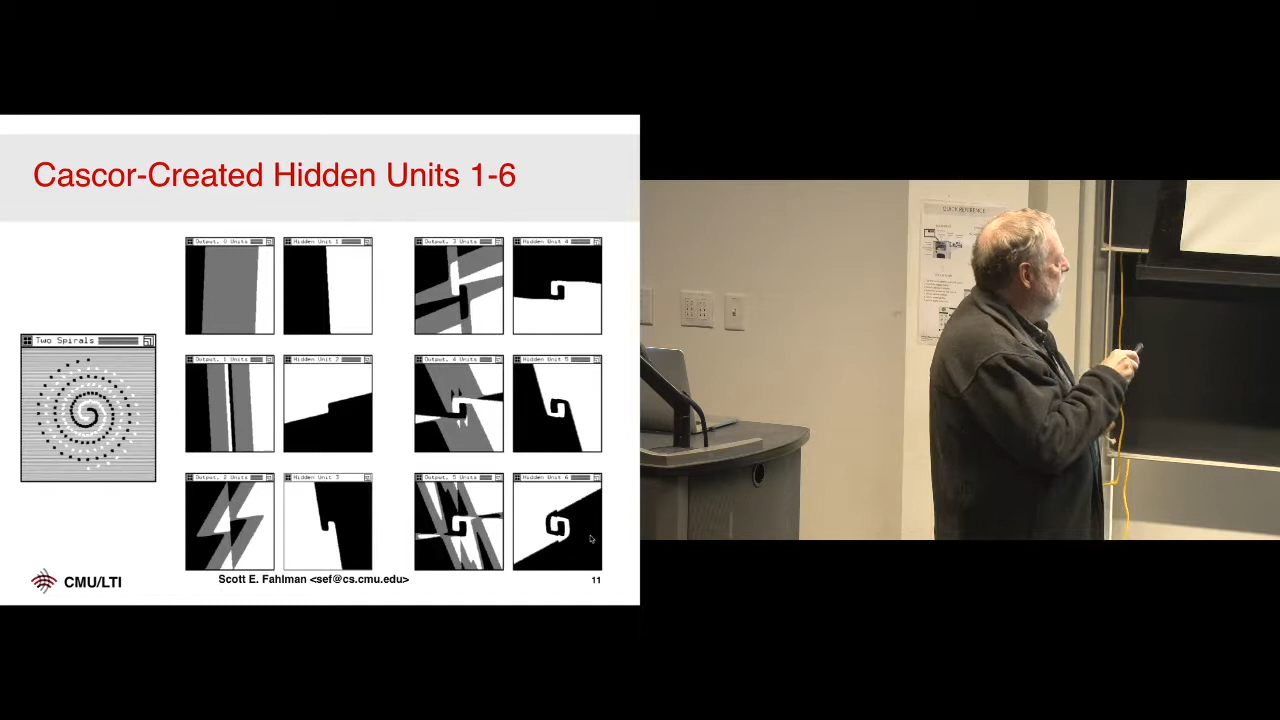 Cascor-Created Hidden Units 1-6
Output, 0 Units
Hidden Unit 1
Output, 3 Units
Hidden Unit 4
Two Spirals
Output, 1 Units
Hidden Unit 2
Output, 4 Units
Hidden Unit 5
Output, 2 Units
Hidden Unit 3
Output, 5 Units
Hidden Unit 6
CMU/LTI
Scott E. Fahlman <sef@cs.cmu.edu>
11
QUICK REFERENCE